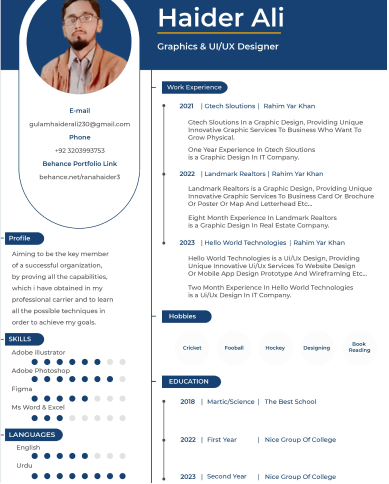 Haider Ali
Graphics & UI/UX Designer
E-mail
gulamhaiderali230@gmail.com
Phone
+92 3203993753
Behance Portfolio Link
behance.net/ranahaider3
Profile
Aiming to be the key member
of a successful organization,
by proving all the capabilities,
which i have obtained in my
professional carrier and to learn
all the possible techniques in
order to achieve my goals.
SKILLS
Adobe Illustrator
Adobe Photoshop
Figma
Ms Word & Excel
LANGUAGES
English
Urdu
Work Experience
2021 | Gtech Sloutions | Rahim Yar Khan
Gtech Sloutions In a Graphic Design, Providing Unique
Innovative Graphic Services To Business Who Want To
Grow Physical.
One Year Experience In Gtech Sloutions
is a Graphic Design In IT Company.
2022 | Landmark Realtors | Rahim Yar Khan
Landmark Realtors is a Graphic Design, Providing Unique
Innovative Graphic Services To Business Card Or Brochure
Or Poster Or Map And Letterhead Etc...
Eight Month Experience In Landmark Realtors
is a Graphic Design In Real Estate Company.
2023 | Hello World Technologies | Rahim Yar Khan
Hello World Technologies is a Ui/Ux Design, Providing
Unique Innovative Ui/Ux Services To Website Design
Or Mobile App Design Prototype And Wireframing Etc...
Two Month Experience In Hello World Technologies
is a Ui/Ux Design In IT Company.
Hobbies
Cricket
Fooball
Hockey
Designing
Book
Reading
EDUCATION
2018 | Martic/Science | The Best School
2022 | First Year | Nice Group Of College
2023 | Second Year | Nice Group Of College